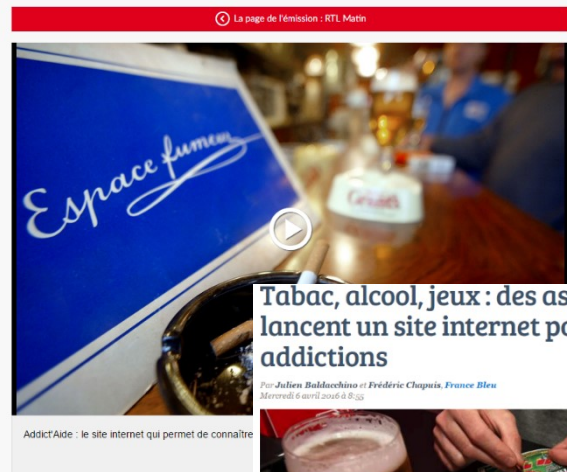 La page de l'émission : RTL Matin
Espace fumeur
Tabac, alcool, jeux : des as
lancent un site internet po
addictions
Par Julien Baldacchino et Frédéric Chapuis, France Bleu
Mercredi 6 avril 2016 à 8:55
Addict'Aide : le site internet qui permet de connaître